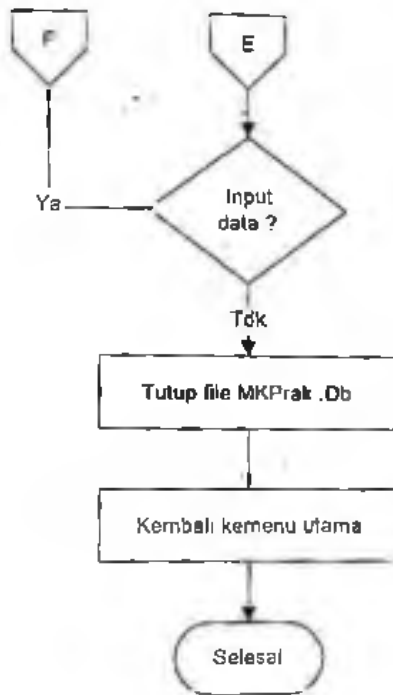 F
E
Input
data ?
Ya
Tdk
Tutup file MKPrak .Db
Kembali kemenu utama
Selesai